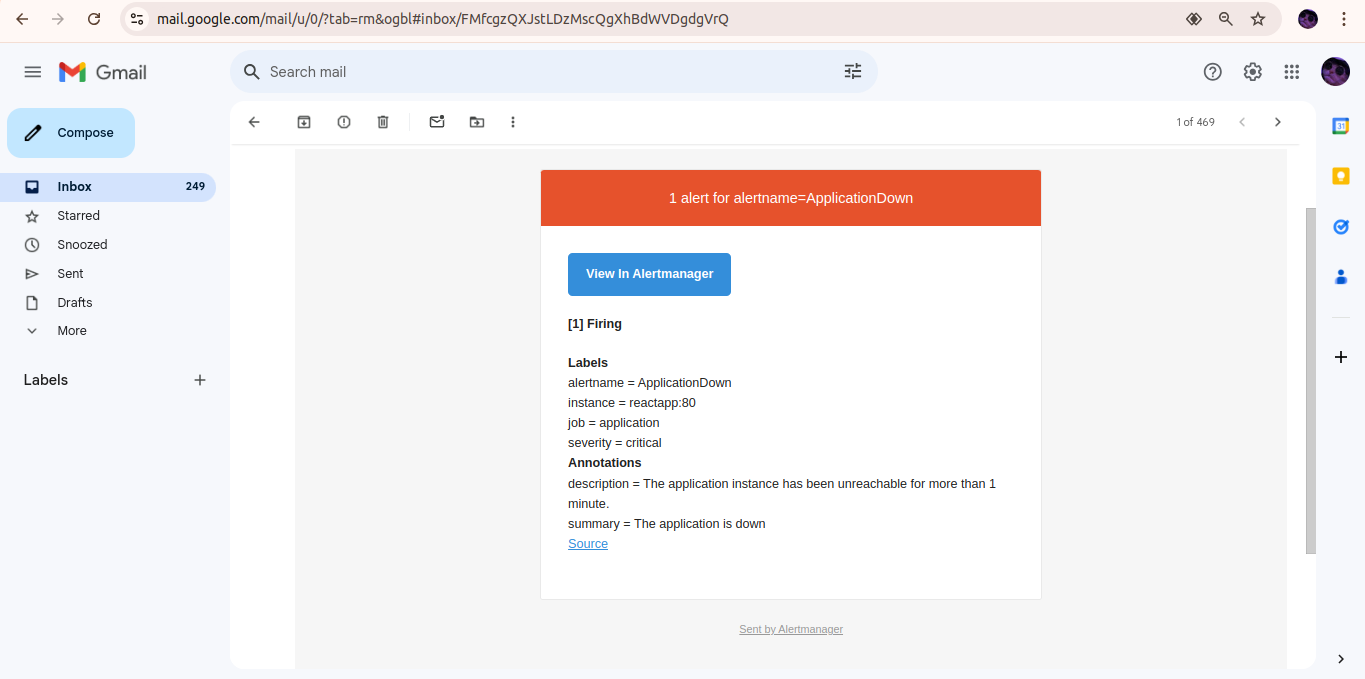 mail.google.com/mail/u/0/?tab=rm&ogbl#inbox/FMfcgzQXJstLDzMscQgXhBdWVDgdgVrQ
Gmail
Search mail
Compose
1 of 469
Inbox 249
Starred
Snoozed
Sent
Drafts
More
Labels
1 alert for alertname=ApplicationDown
View In Alertmanager
[1] Firing
Labels
alertname = ApplicationDown
instance = reactapp:80
job = application
severity = critical
Annotations
description = The application instance has been unreachable for more than 1
minute.
summary = The application is down
Source
Sent by Alertmanager
31